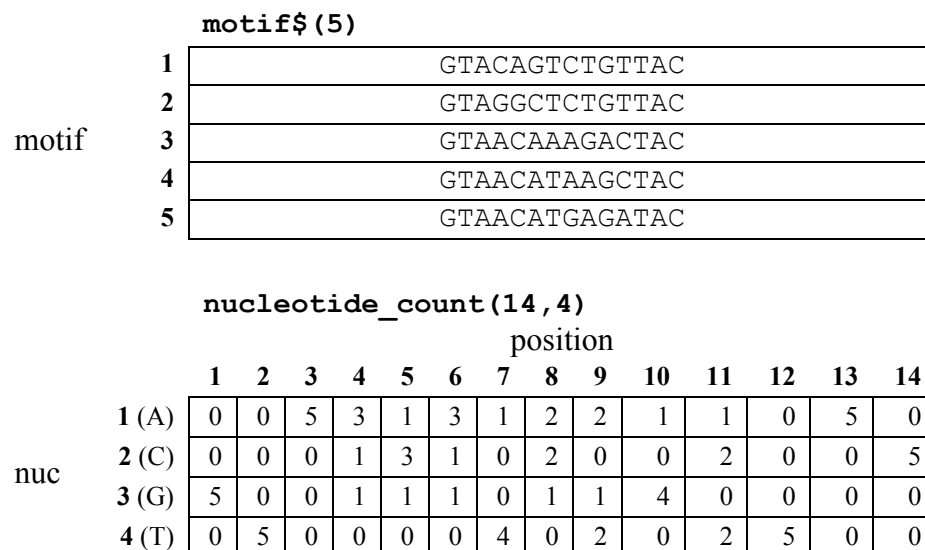 motif$(5)
1 GTACAGTCTGTTAC
2 GTAGGCTCTGTTAC
motif 3 GTAACAAAGACTAC
4 GTAACATAAGCTAC
5 GTAACATGAGATAC
nucleotide_count(14,4)
position
1 2 3 4 5 6 7 8 9 10 11 12 13 14
1 (A) 0 0 5 3 1 3 1 2 2 1 1 0 5 0
2 (C) 0 0 0 1 3 1 0 2 0 0 2 0 0 5
nuc
3 (G) 5 0 0 1 1 1 0 1 1 4 0 0 0 0
4 (T) 0 5 0 0 0 0 4 0 2 0 2 5 0 0